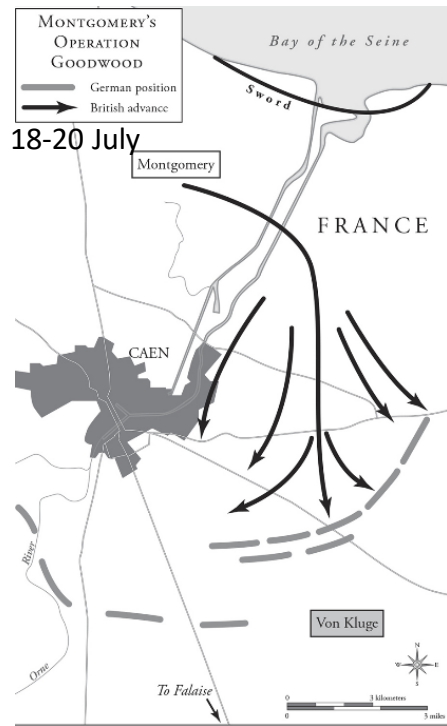 MONTGOMERY'S
OPERATION
GOODWOOD
German position
British advance
18-20 July
Bay of the Seine
Sword
Montgomery
FRANCE
CAEN
River
Orne
Von Kluge
To Falaise
N
W
E
S
0 3 kilometres
0 3 miles